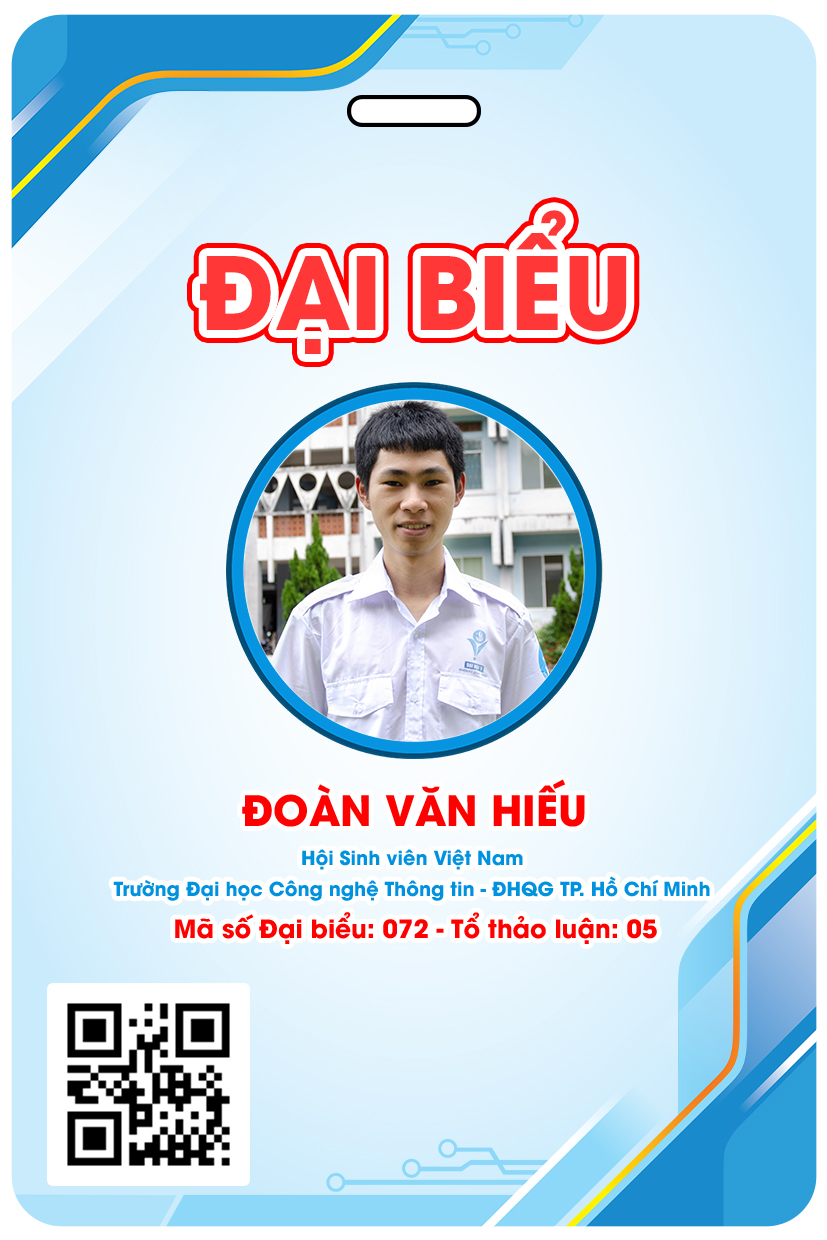 ĐẠI BIỂU
ĐOÀN VĂN HIẾU
Hội Sinh viên Việt Nam
Trường Đại học Công nghệ Thông tin - ĐHQG TP. Hồ Chí Minh
Mã số Đại biểu: 072 - Tổ thảo luận: 05